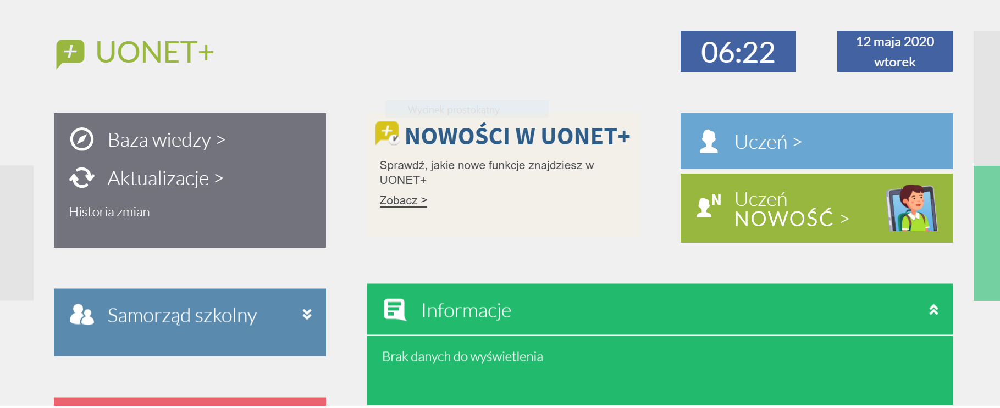 UONET+
06:22
12 maja 2020
wtorek
Baza wiedzy >
Aktualizacje >
Historia zmian
Wycinek prostokątny
NOWOŚCI W UONET+
Sprawdź, jakie nowe funkcje znajdziesz w
UONET+
Zobacz >
Uczeń >
N
Uczeń
NOWOŚĆ >
Samorząd szkolny
Informacje
Brak danych do wyświetlenia